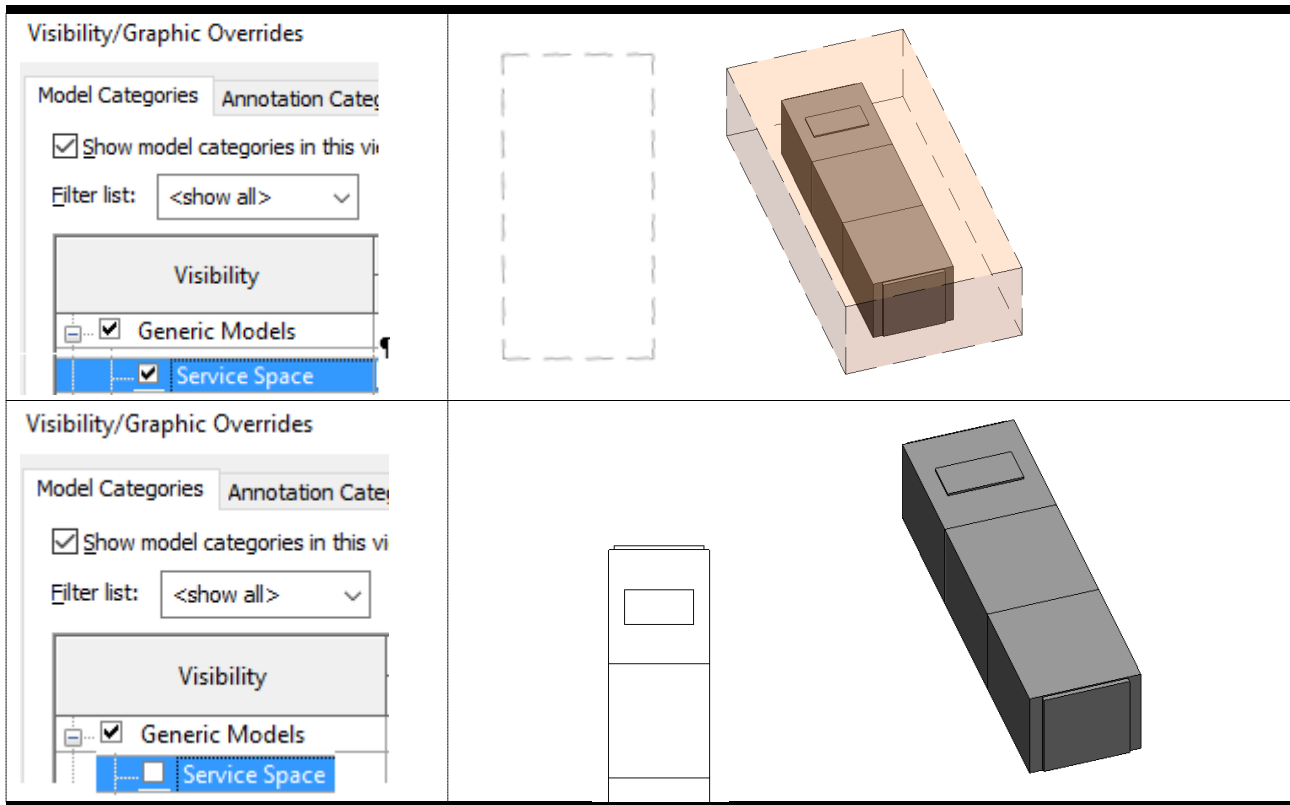 Visibility/Graphic Overrides
Model Categories Annotation Categ
Show model categories in this vi
Filter list: <show all>
Visibility
Generic Models
¶
Service Space
Visibility/Graphic Overrides
Model Categories Annotation Cate
Show model categories in this vi
Filter list: <show all>
Visibility
Generic Models
Service Space